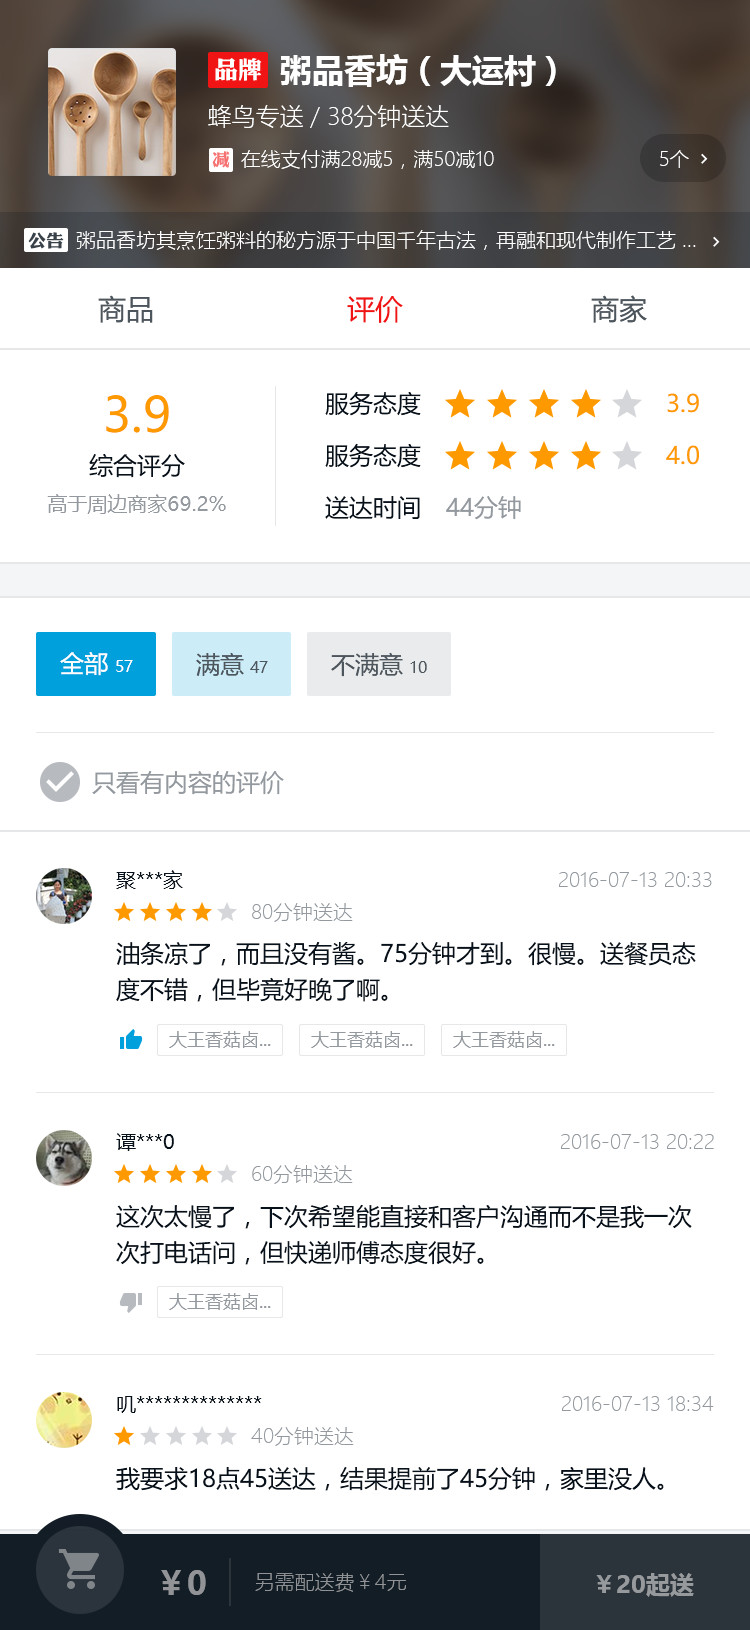 品牌 粥品香坊（大运村）
蜂鸟专送 / 38分钟送达
减 在线支付满28减5，满50减10
5个
公告 粥品香坊其烹饪粥料的秘方源于中国千年古法，再融和现代制作工艺 ...
商品 评价 商家
3.9
综合评分
高于周边商家69.2%
服务态度 3.9
服务态度 4.0
送达时间 44分钟
全部 57 满意 47 不满意 10
只看有内容的评价
聚***家 2016-07-13 20:33
80分钟送达
油条凉了，而且没有酱。75分钟才到。很慢。送餐员态
度不错，但毕竟好晚了啊。
大王香菇卤... 大王香菇卤... 大王香菇卤...
谭***0 2016-07-13 20:22
60分钟送达
这次太慢了，下次希望能直接和客户沟通而不是我一次
次打电话问，但快递师傅态度很好。
大王香菇卤...
叽************** 2016-07-13 18:34
40分钟送达
我要求18点45送达，结果提前了45分钟，家里没人。
¥0 另需配送费¥4元 ¥20起送